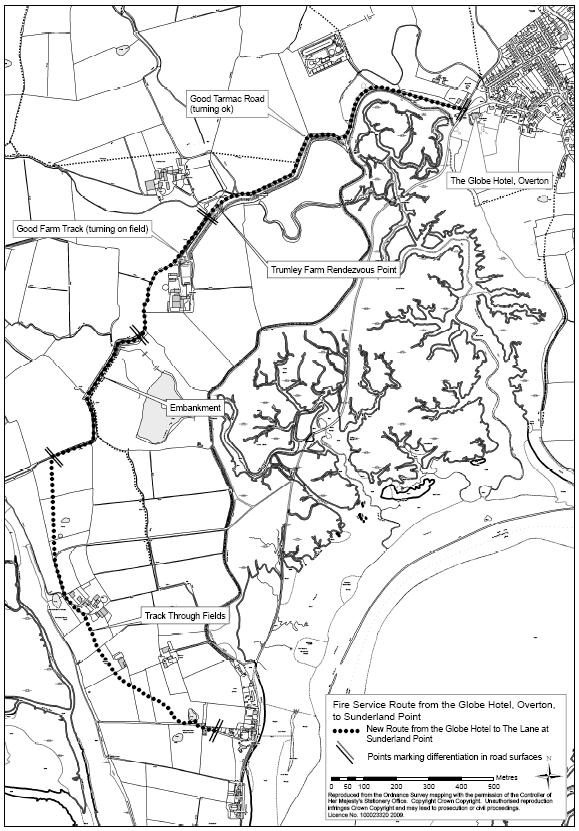 Good Tarmac Road
(turning ok)
The Globe Hotel, Overton
Good Farm Track (turning on field)
Trumley Farm Rendezvous Point
Embankment
Track Through Fields
Fire Service Route from the Globe Hotel, Overton,
to Sunderland Point
New Route from the Globe Hotel to The Lane at
Sunderland Point
Points marking differentiation in road surfaces
N
0 50 100 200 300 400 500 Metres
Reproduced from the Ordnance Survey mapping with the permission of the Controller of
Her Majesty's Stationery Office. Copyright Crown Copyright. Unauthorised reproduction
infringes Crown Copyright and may lead to prosecution or civil proceedings.
Licence No. 100023320 2009.